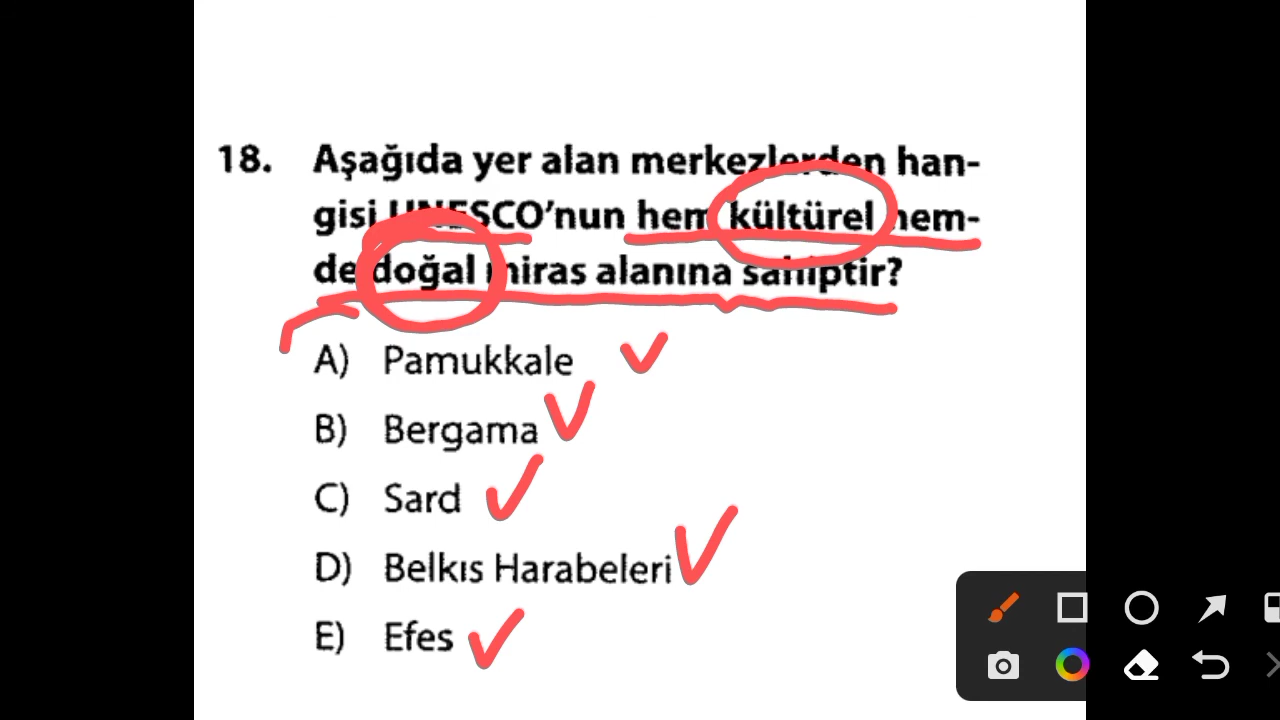 18. Aşağıda yer alan merkezlerden han-
gisi UNESCO'nun hem kültürel hem-
de doğal miras alanına sahiptir?
A) Pamukkale
B) Bergama
C) Sard
D) Belkıs Harabeleri
E) Efes